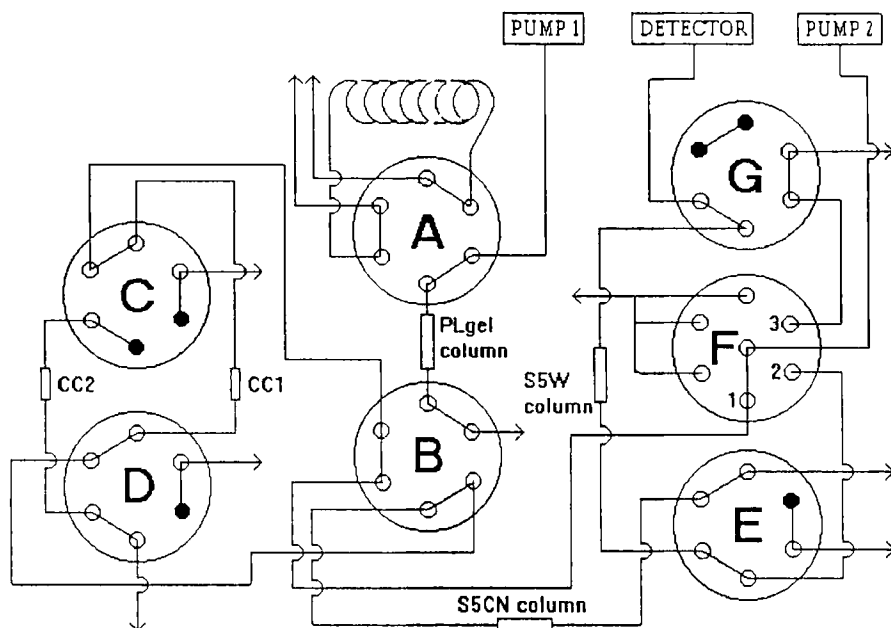 PUMP 1
DETECTOR
PUMP 2
G
A
C
PLgel
column
F
3
2
1
S5W
column
CC2
CC1
B
D
E
S5CN column